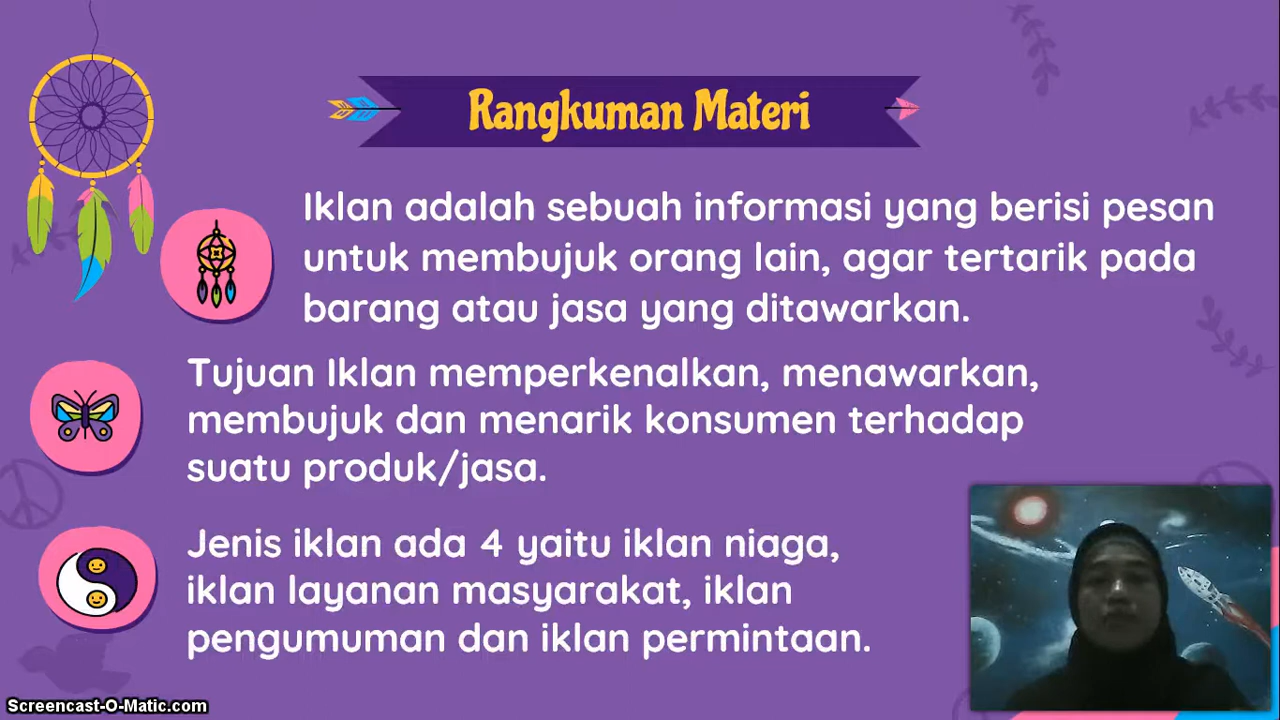 Rangkuman Materi
Iklan adalah sebuah informasi yang berisi pesan
untuk membujuk orang lain, agar tertarik pada
barang atau jasa yang ditawarkan.
Tujuan Iklan memperkenalkan, menawarkan,
membujuk dan menarik konsumen terhadap
suatu produk/jasa.
Jenis iklan ada 4 yaitu iklan niaga,
iklan layanan masyarakat, iklan
pengumuman dan iklan permintaan.
Screencast-O-Matic.com